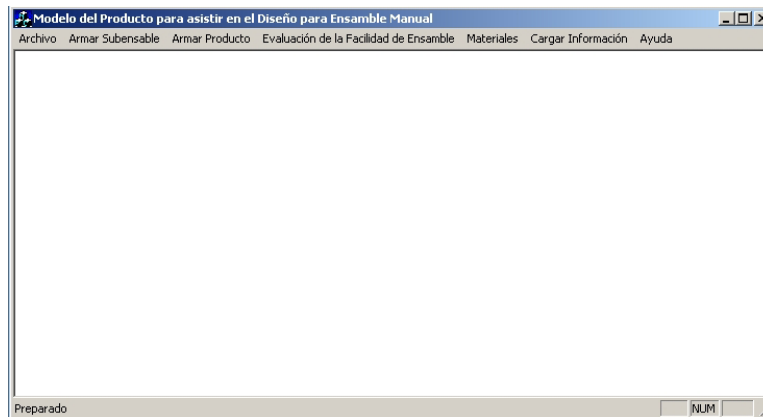 Modelo del Producto para asistir en el Diseño para Ensamble Manual
Archivo Armar Subensable Armar Producto Evaluación de la Facilidad de Ensamble Materiales Cargar Información Ayuda
Preparado NUM